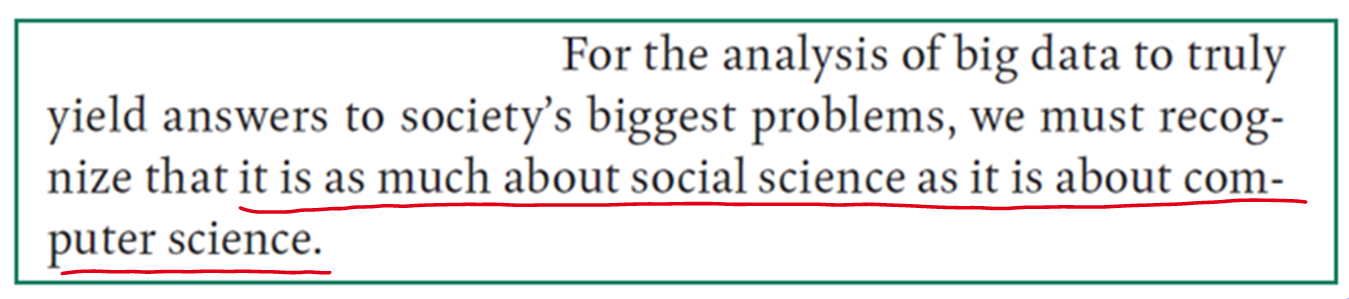 For the analysis of big data to truly
yield answers to society’s biggest problems, we must recog-
nize that it is as much about social science as it is about com-
puter science.